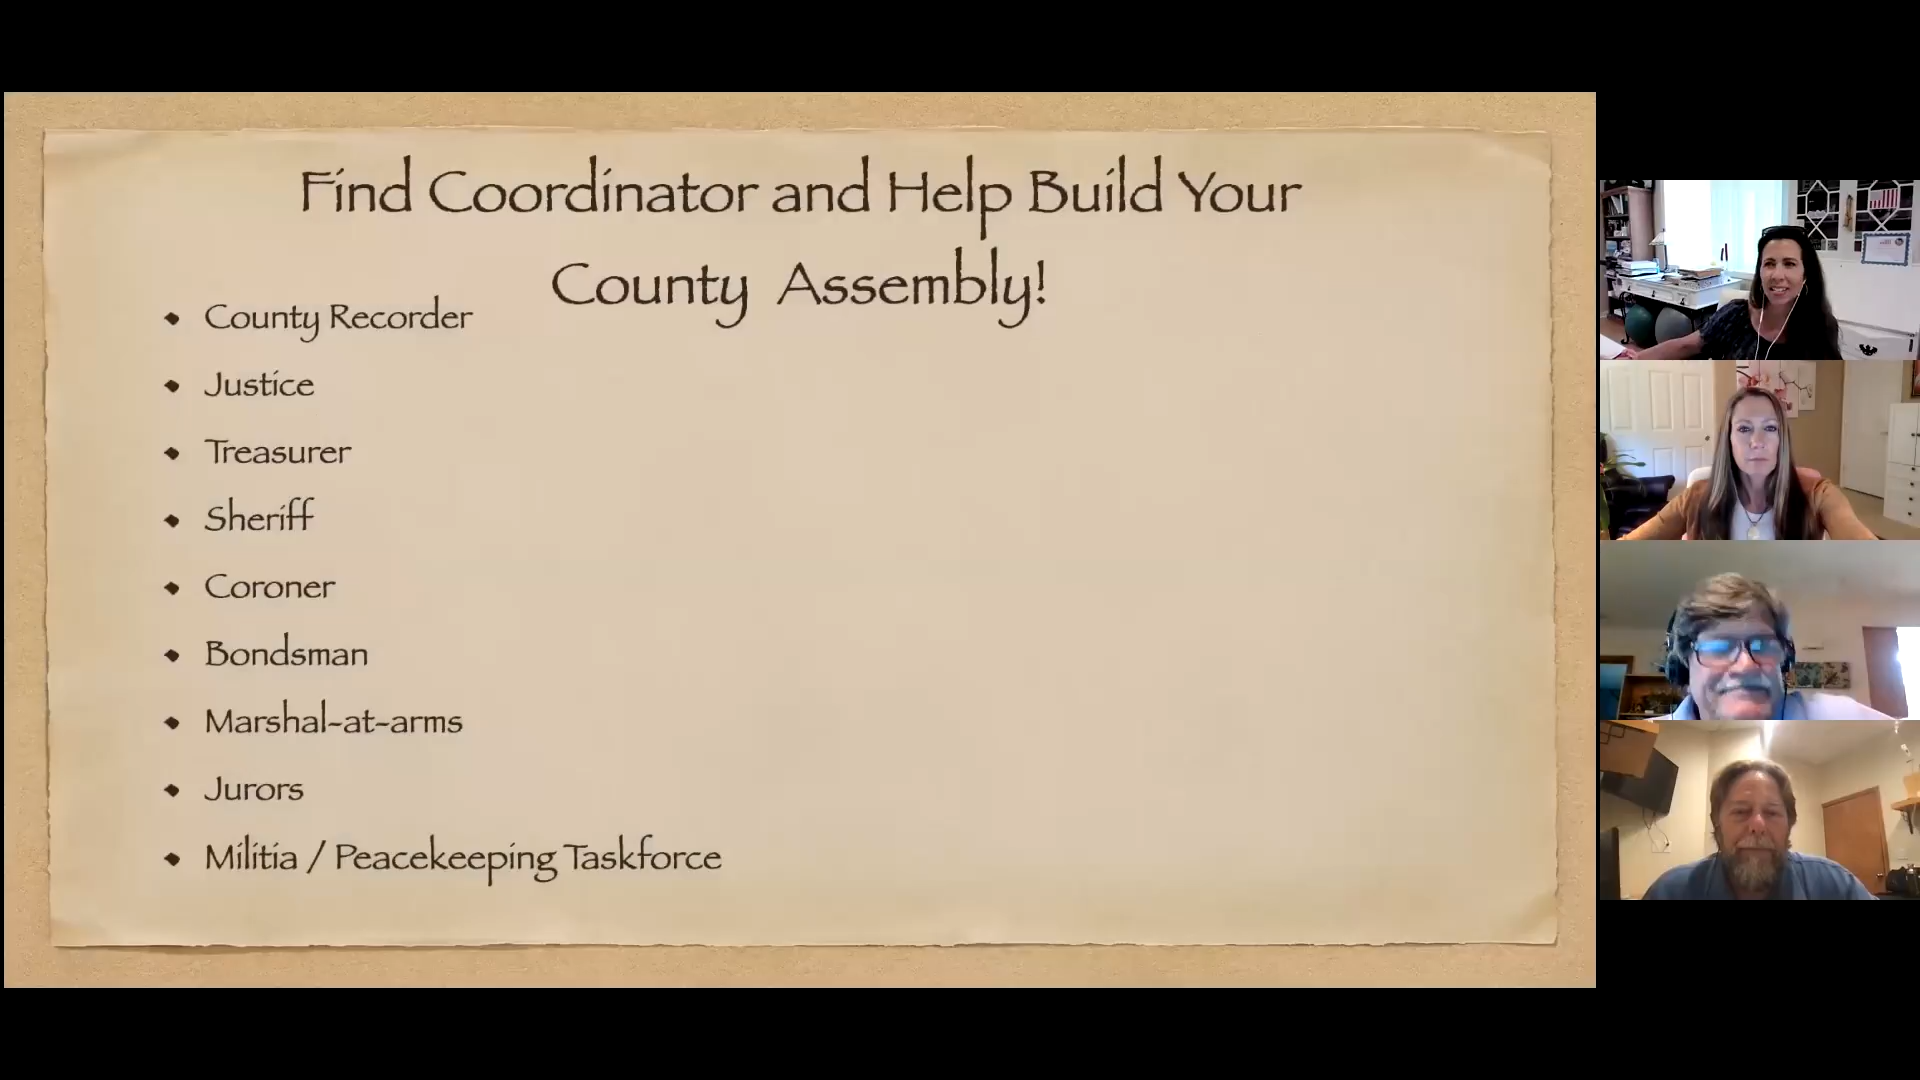 Find Coordinator and Help Build Your
County Assembly!
County Recorder
Justice
Treasurer
Sheriff
Coroner
Bondsman
Marshal-at-arms
Jurors
Militia / Peacekeeping Taskforce